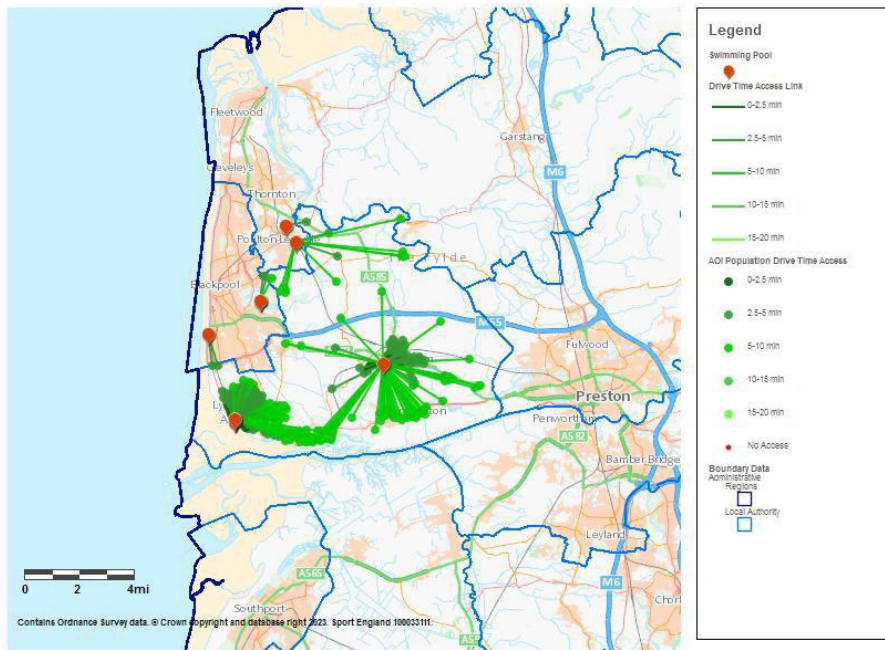 Fleetwood
Cleveleys
Garstang
M6
Thornton
Blackpool
A585
M55
Fulwood
Preston
Penwortham
A582
Bamber Bridge
Leyland
M6
A565
Southport
0 2 4mi
Contains Ordnance Survey data. © Crown copyright and database right 2023. Sport England 100033111.
Legend
Swimming Pool
Drive Time Access Link
0-2.5 min
2.5-5 min
5-10 min
10-15 min
15-20 min
AOI Population Drive Time Access
0-2.5 min
2.5-5 min
5-10 min
10-15 min
15-20 min
No Access
Boundary Data
Administrative
Regions
Local Authority